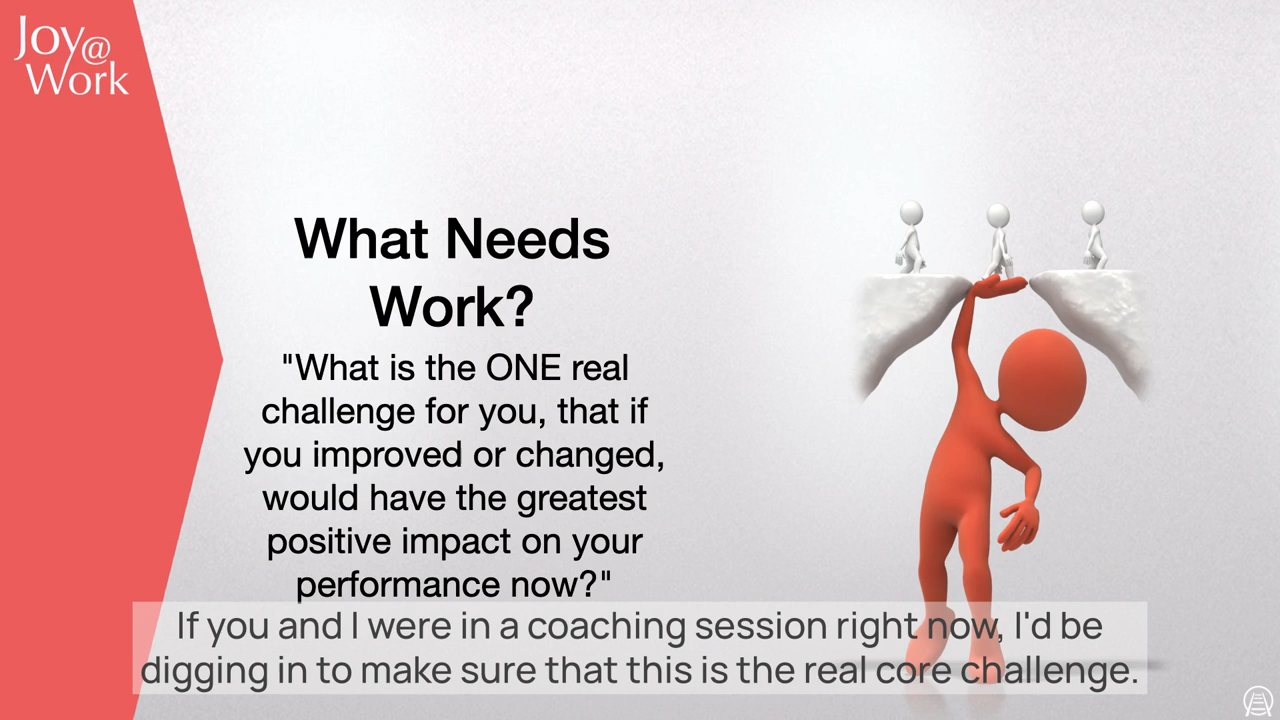 Joy@
Work
What Needs
Work?
"What is the ONE real
challenge for you, that if
you improved or changed,
would have the greatest
positive impact on your
performance now?"
If you and I were in a coaching session right now, I'd be
digging in to make sure that this is the real core challenge.